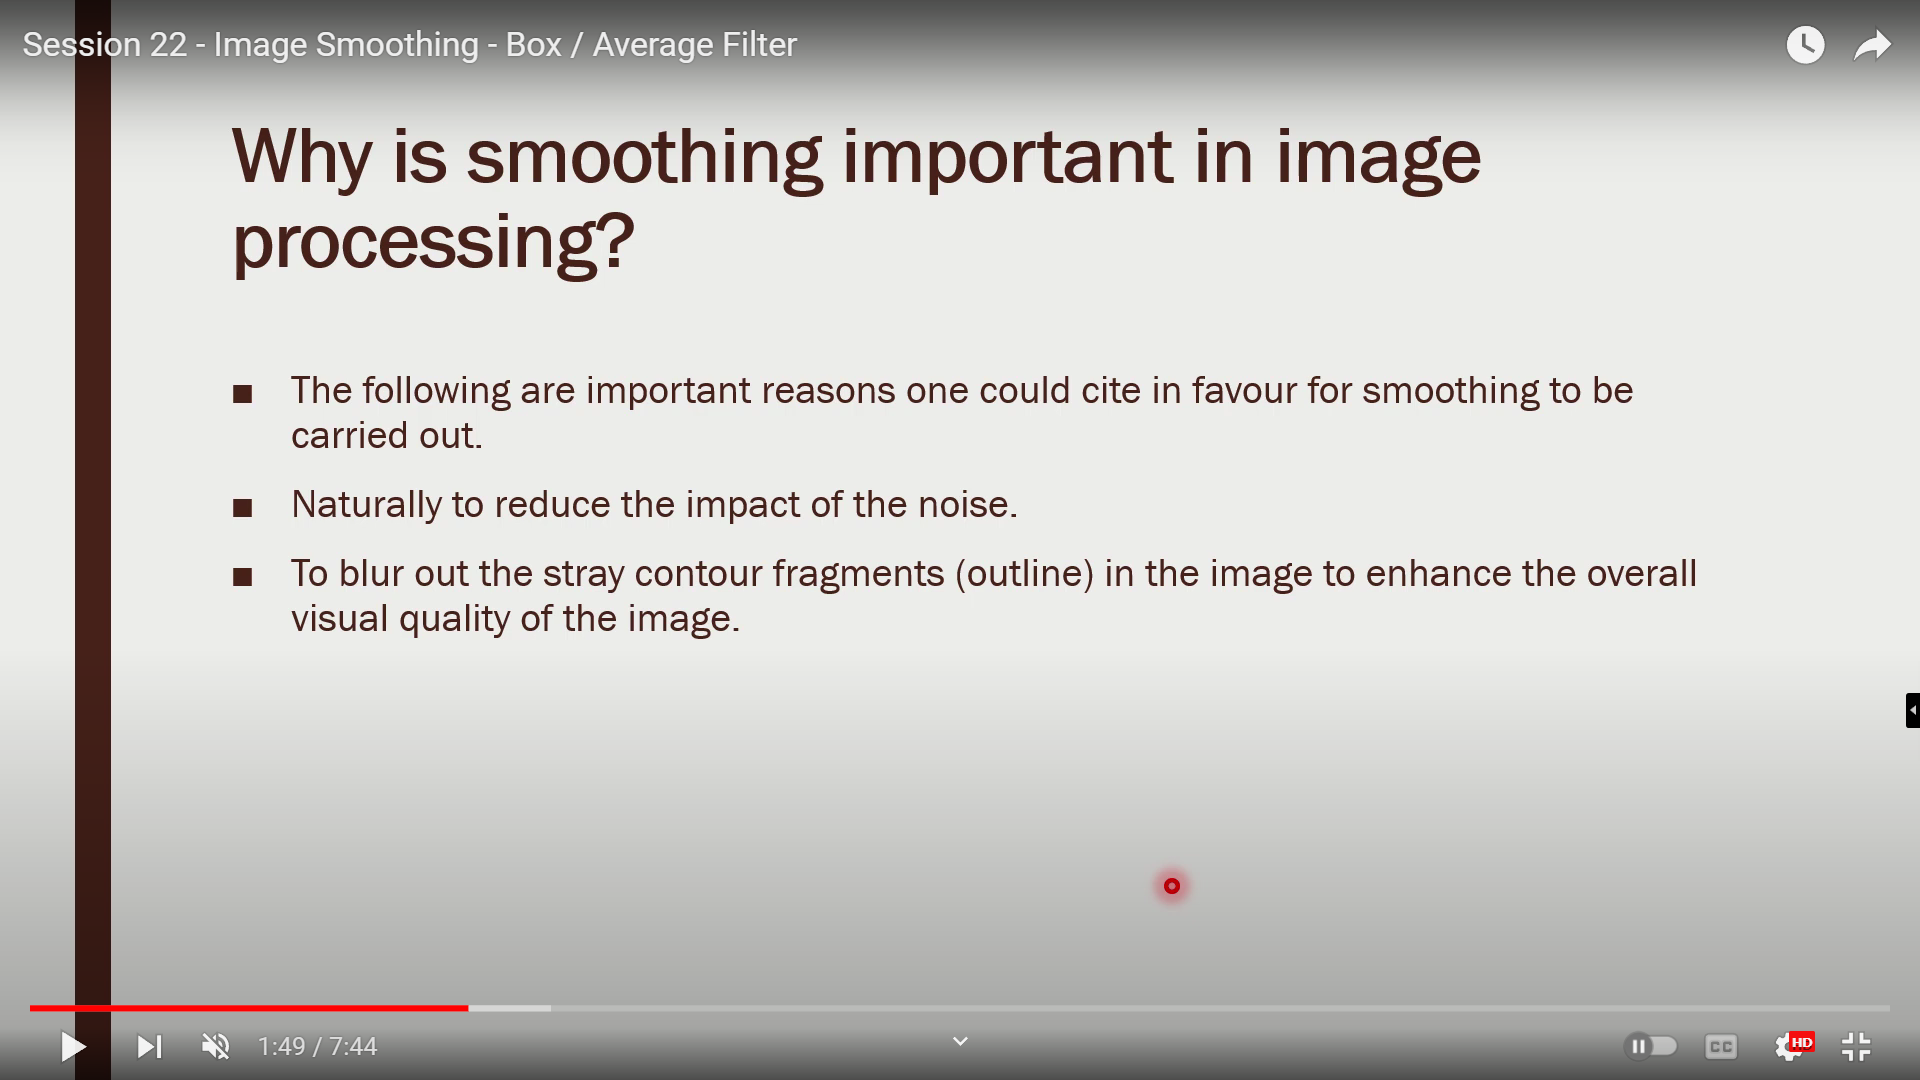 Session 22 - Image Smoothing - Box / Average Filter
Why is smoothing important in image
processing?
■ The following are important reasons one could cite in favour for smoothing to be
carried out.
■ Naturally to reduce the impact of the noise.
■ To blur out the stray contour fragments (outline) in the image to enhance the overall
visual quality of the image.
1:49 / 7:44
CC
HD